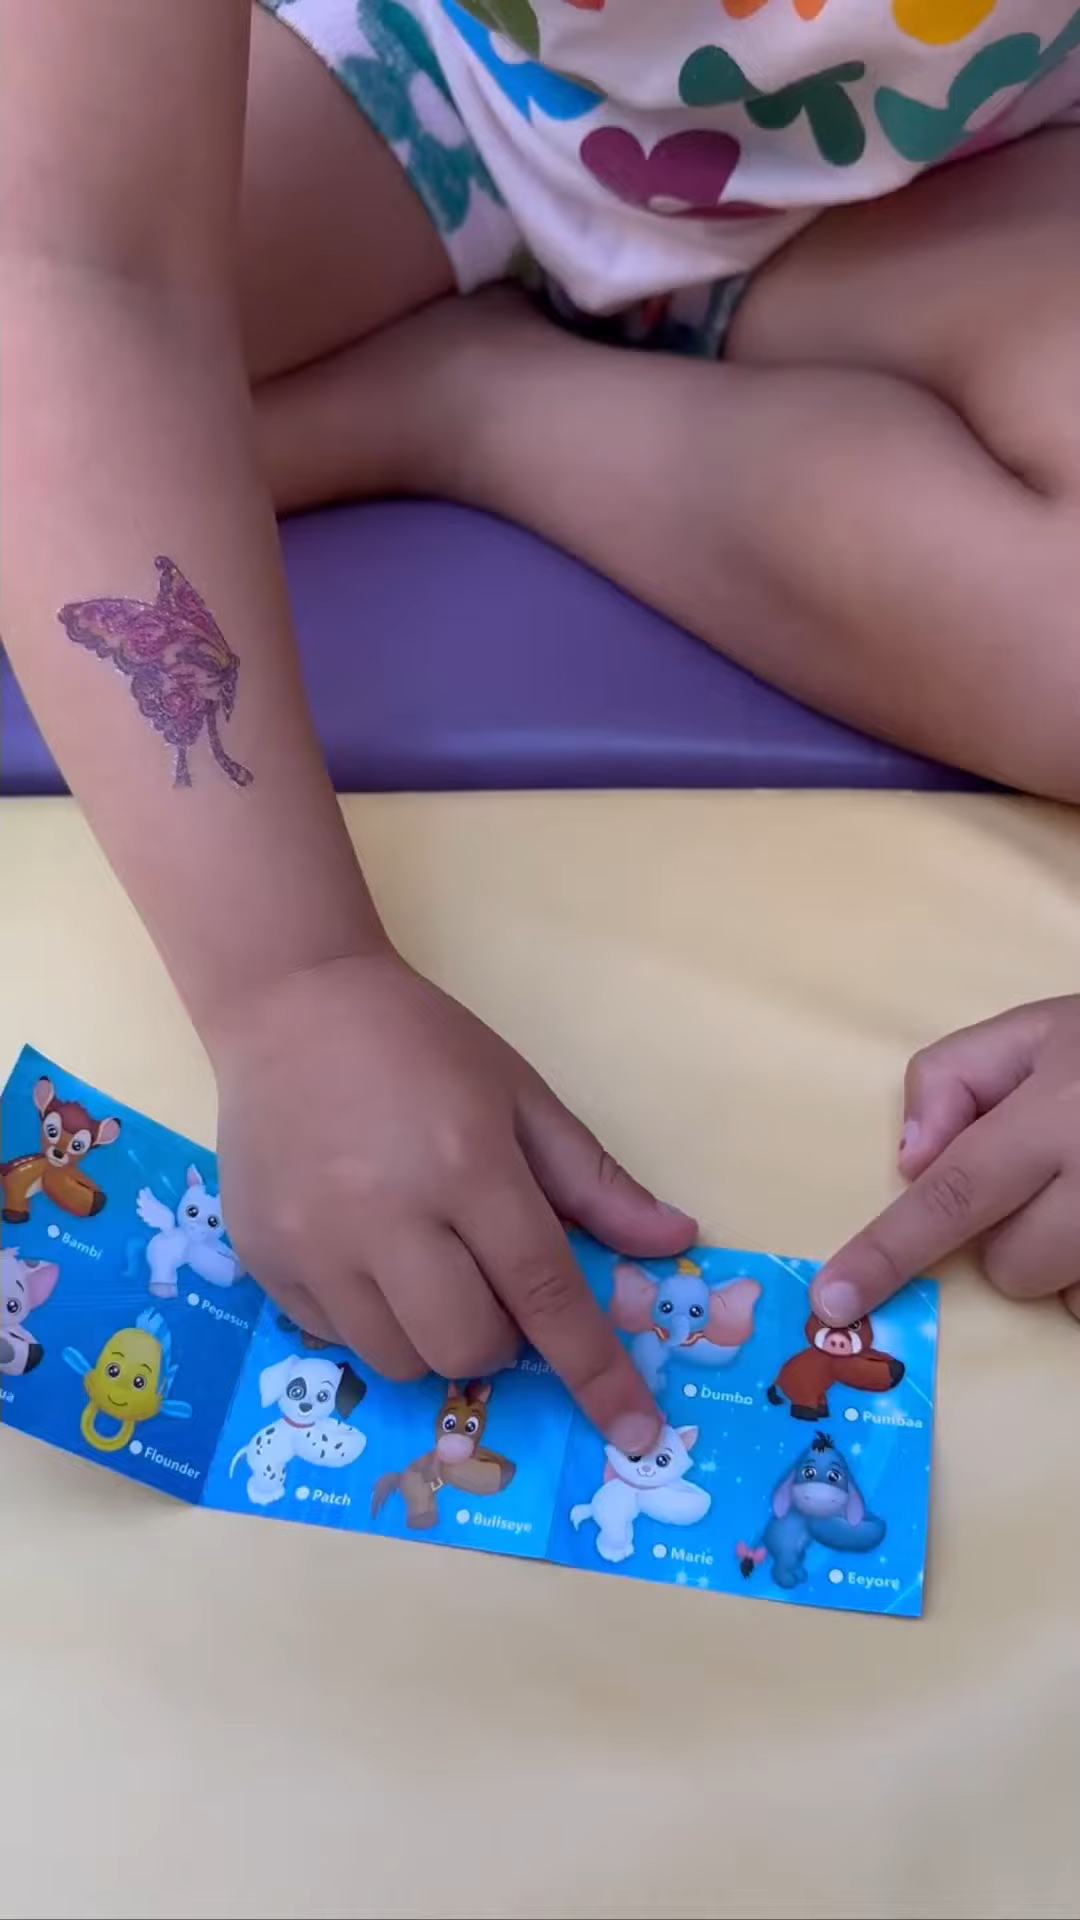 Bambi
Pegasus
Flounder
Patch
Bullseye
Dumbo
Pumbaa
Marie
Eeyore